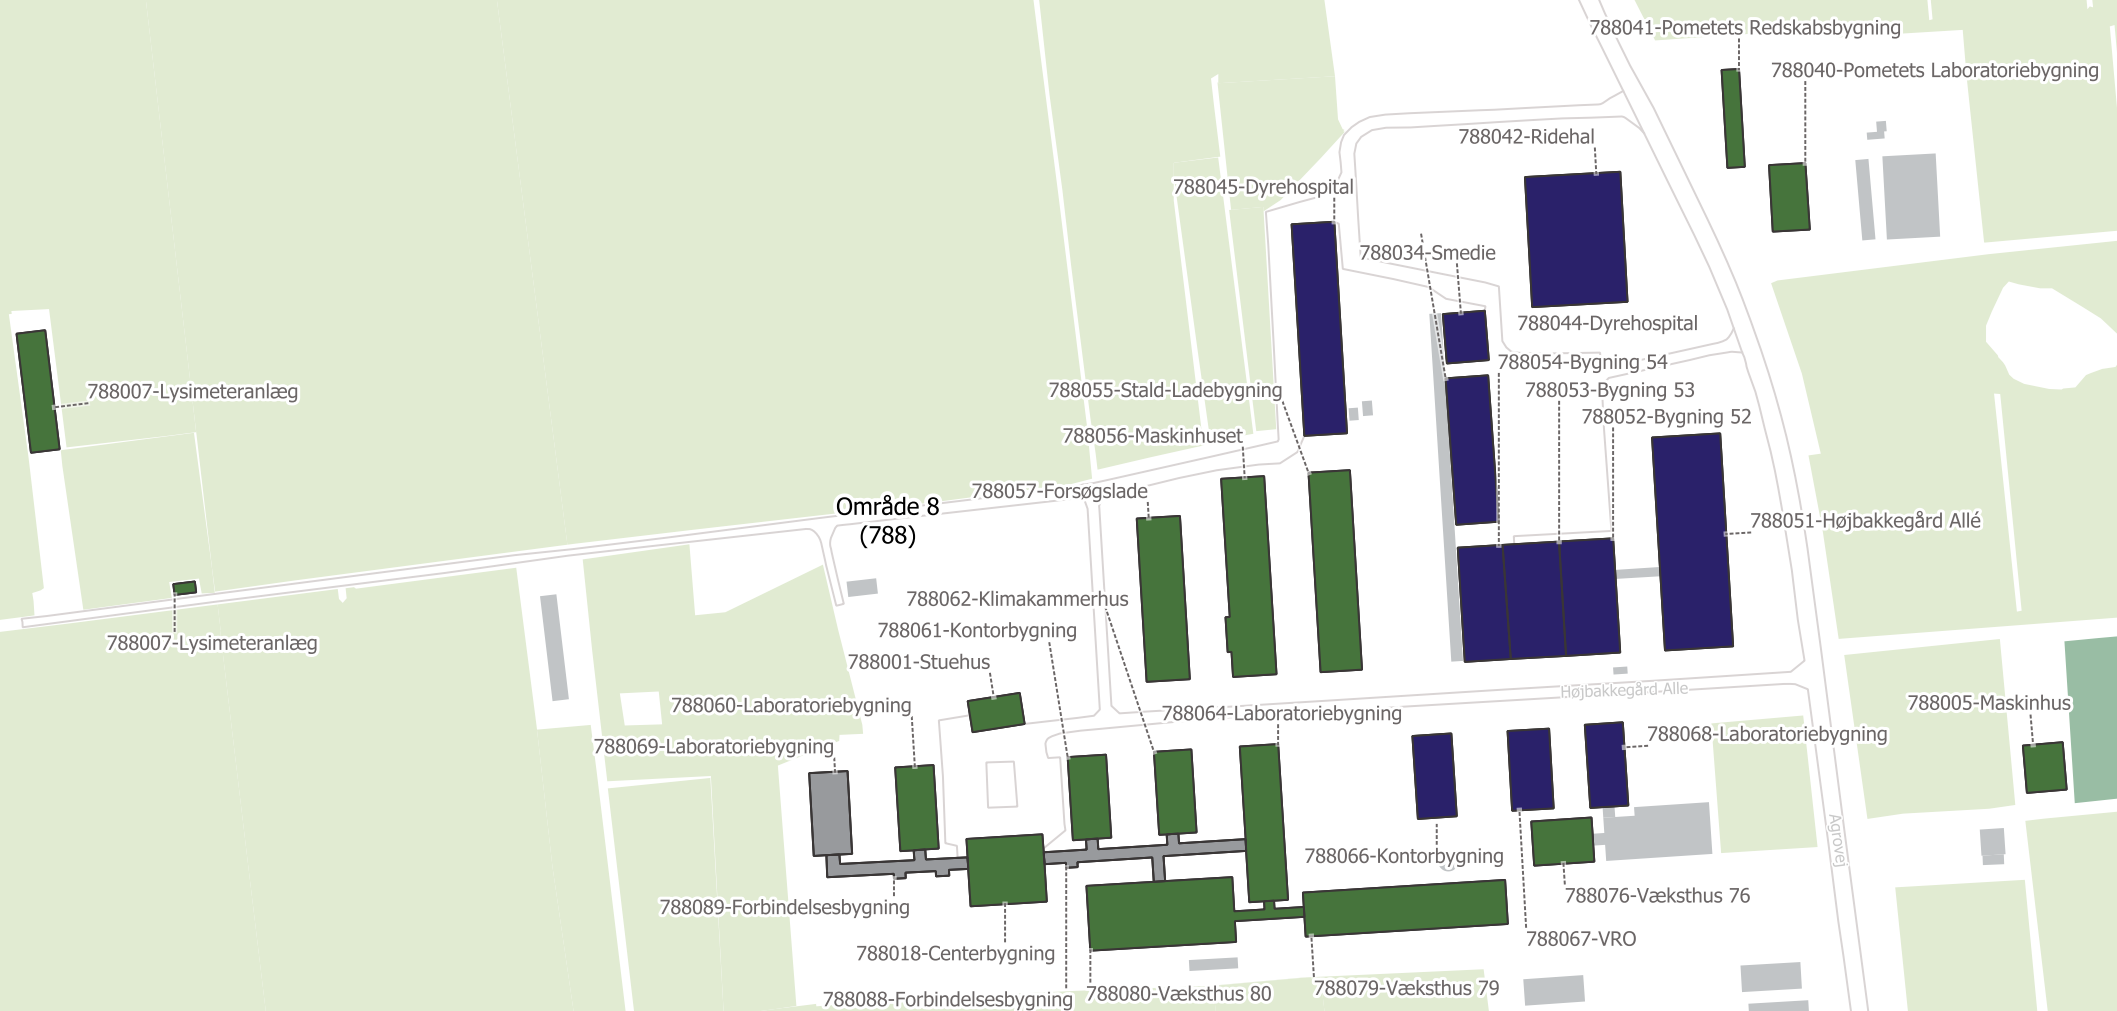 788041-Pometets Redskabsbygning
788040-Pometets Laboratoriebygning
788042-Ridehal
788045-Dyrehospital
788034-Smedie
788044-Dyrehospital
788054-Bygning 54
788055-Stald-Ladebygning
788053-Bygning 53
788007-Lysimeteranlæg
788052-Bygning 52
788056-Maskinhuset
788057-Forsøgslade
Område 8
(788)
788051-Højbakkegård Allé
788062-Klimakammerhus
788061-Kontorbygning
788007-Lysimeteranlæg
788001-Stuehus
Højbakkegård Alle
788060-Laboratoriebygning
788064-Laboratoriebygning
788005-Maskinhus
788069-Laboratoriebygning
788068-Laboratoriebygning
Agrovej
788066-Kontorbygning
788076-Væksthus 76
788089-Forbindelsesbygning
788067-VRO
788018-Centerbygning
788088-Forbindelsesbygning
788080-Væksthus 80
788079-Væksthus 79